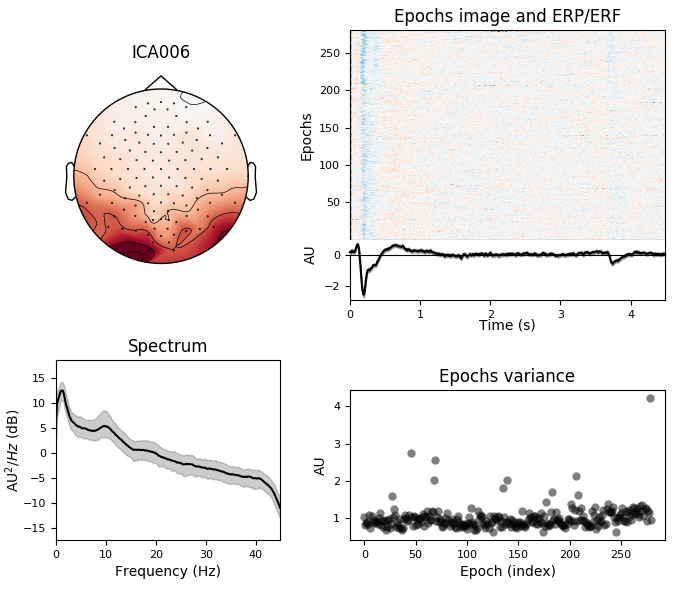 ICA006
Epochs image and ERP/ERF
Epochs
250
200
150
100
50
AU
0
−2
0 1 2 3 4
Time (s)
Spectrum
AU²/Hz (dB)
15
10
5
0
−5
−10
−15
0 10 20 30 40
Frequency (Hz)
Epochs variance
AU
4
3
2
1
0 50 100 150 200 250
Epoch (index)